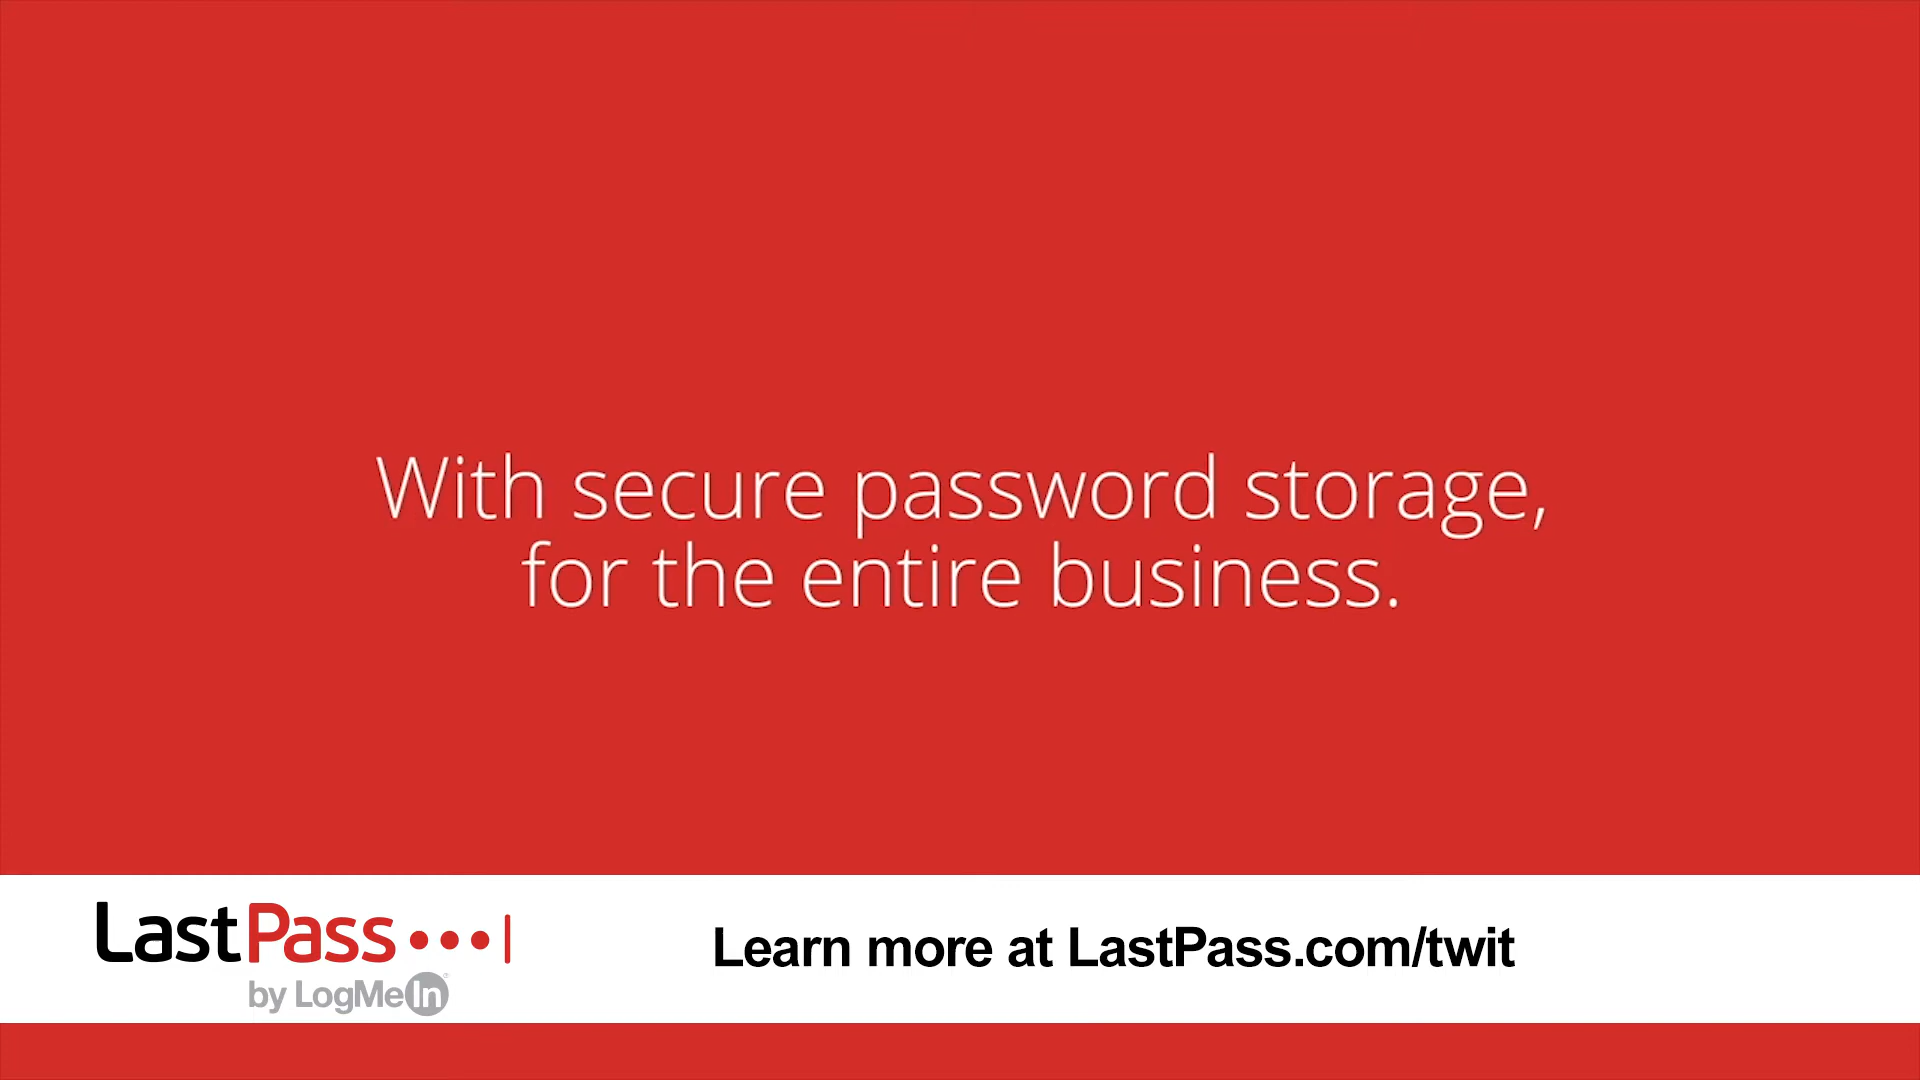 With secure password storage,
for the entire business.
LastPass•••|
by LogMeIn
Learn more at LastPass.com/twit